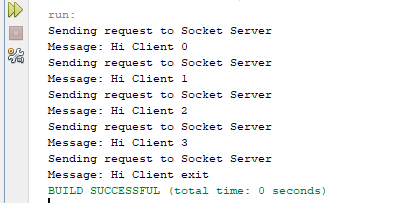 run:
Sending request to Socket Server
Message: Hi Client 0
Sending request to Socket Server
Message: Hi Client 1
Sending request to Socket Server
Message: Hi Client 2
Sending request to Socket Server
Message: Hi Client 3
Sending request to Socket Server
Message: Hi Client exit
BUILD SUCCESSFUL (total time: 0 seconds)